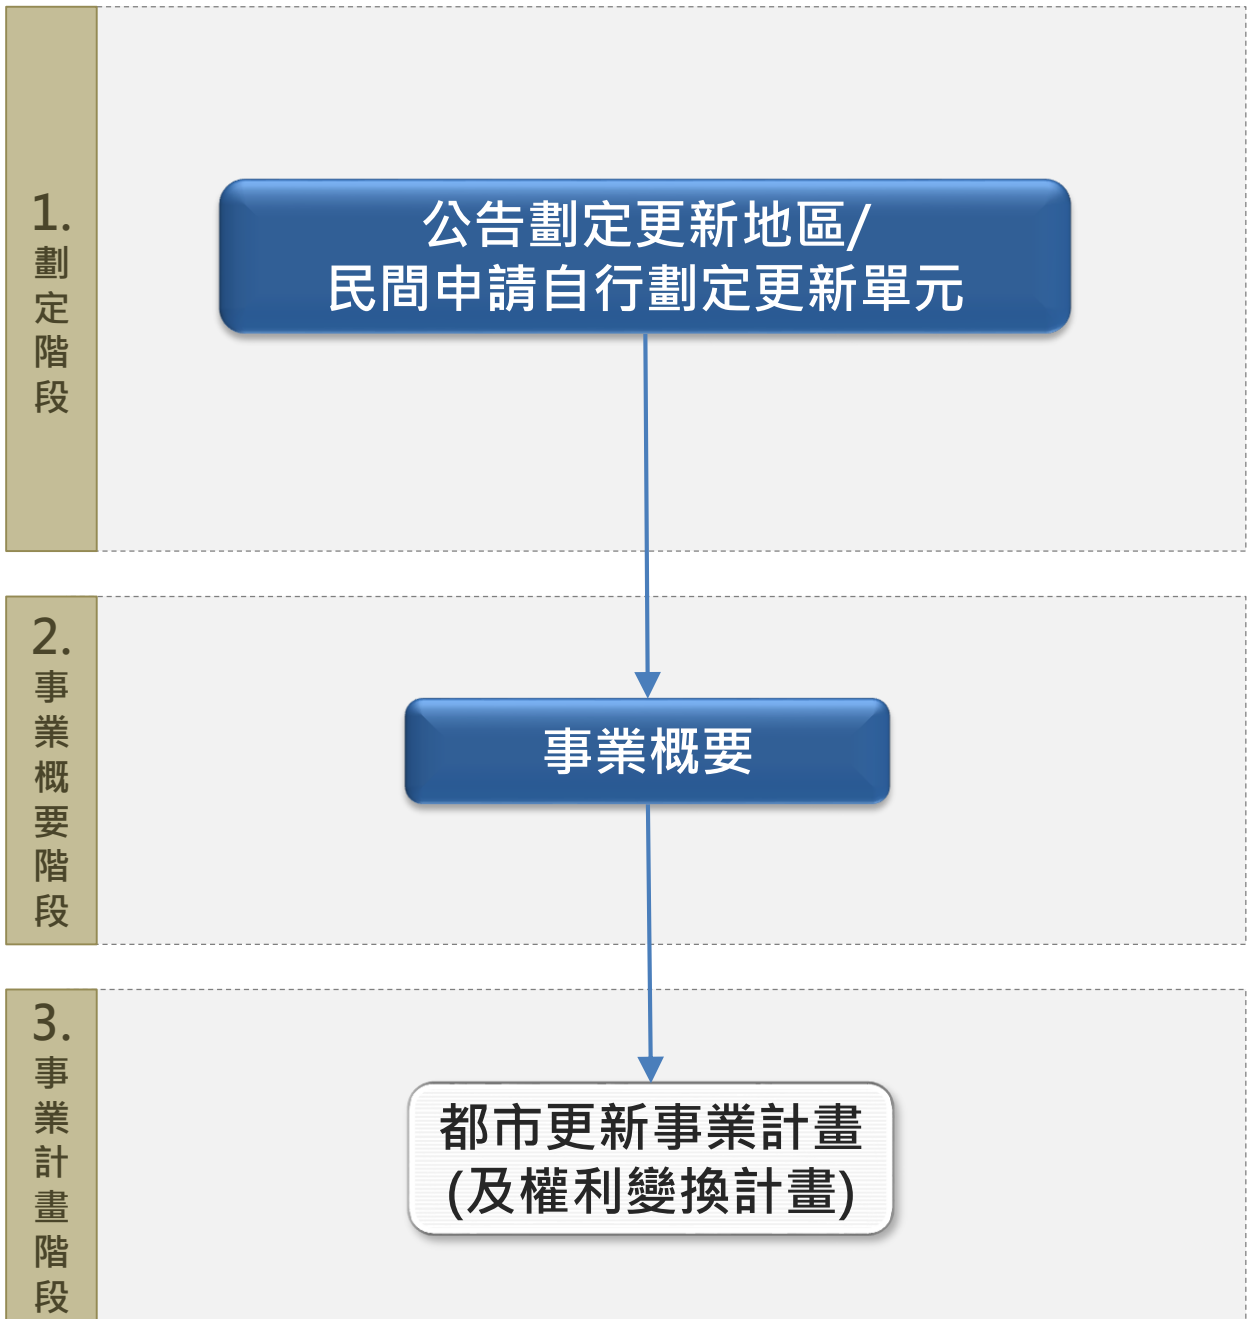 1.
劃定階段
公告劃定更新地區/
民間申請自行劃定更新單元
2.
事業概要階段
事業概要
3.
事業計畫階段
都市更新事業計畫
(及權利變換計畫)